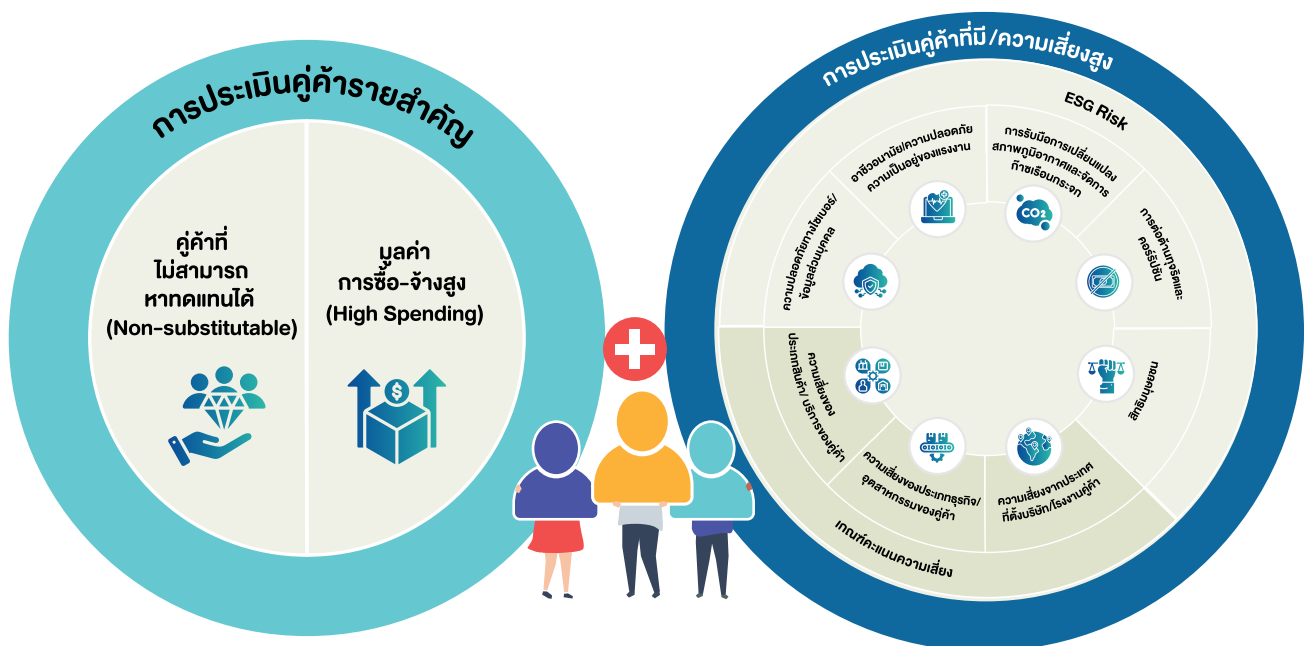 การประเมินคู่ค้ารายสำคัญ
คู่ค้าที่
ไม่สามารถ
หาทดแทนได้
(Non-substitutable)
มูลค่า
การซื้อ-จ้างสูง
(High Spending)
$
การประเมินคู่ค้าที่มี/ความเสี่ยงสูง
ESG Risk
อาชีวอนามัย/ความปลอดภัย
ความเป็นอยู่ของแรงงาน
การรับมือการเปลี่ยนแปลง
สภาพภูมิอากาศและจัดการ
ก๊าซเรือนกระจก
CO2
ความปลอดภัยทางไซเบอร์/
ข้อมูลส่วนบุคคล
การต่อต้านทุจริตและ
คอร์รัปชัน
สิทธิมนุษยชน
ความเสี่ยงของ
ประเภทสินค้า/ บริการของคู่ค้า
ความเสี่ยงของประเภทธุรกิจ/
อุตสาหกรรมของคู่ค้า
ความเสี่ยงจากประเทศ
ที่ตั้งบริษัท/โรงงานคู่ค้า
เกณฑ์คะแนนความเสี่ยง